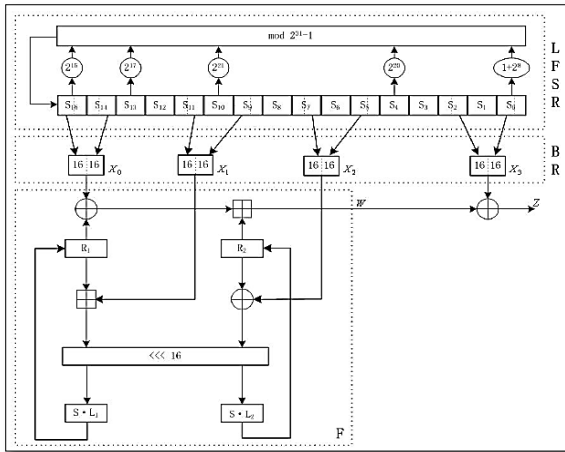 mod 2³¹-1
2¹⁵ 2¹⁷ 2²¹ 2²⁰ 1+2⁸
S₁₅ S₁₄ S₁₃ S₁₂ S₁₁ S₁₀ S₉ S₈ S₇ S₆ S₅ S₄ S₃ S₂ S₁ S₀
LFSR
16 16 X₀ 16 16 X₁ 16 16 X₂ 16 16 X₃
BR
W Z
R₁ R₂
<<< 16
S·L₁ S·L₂
F